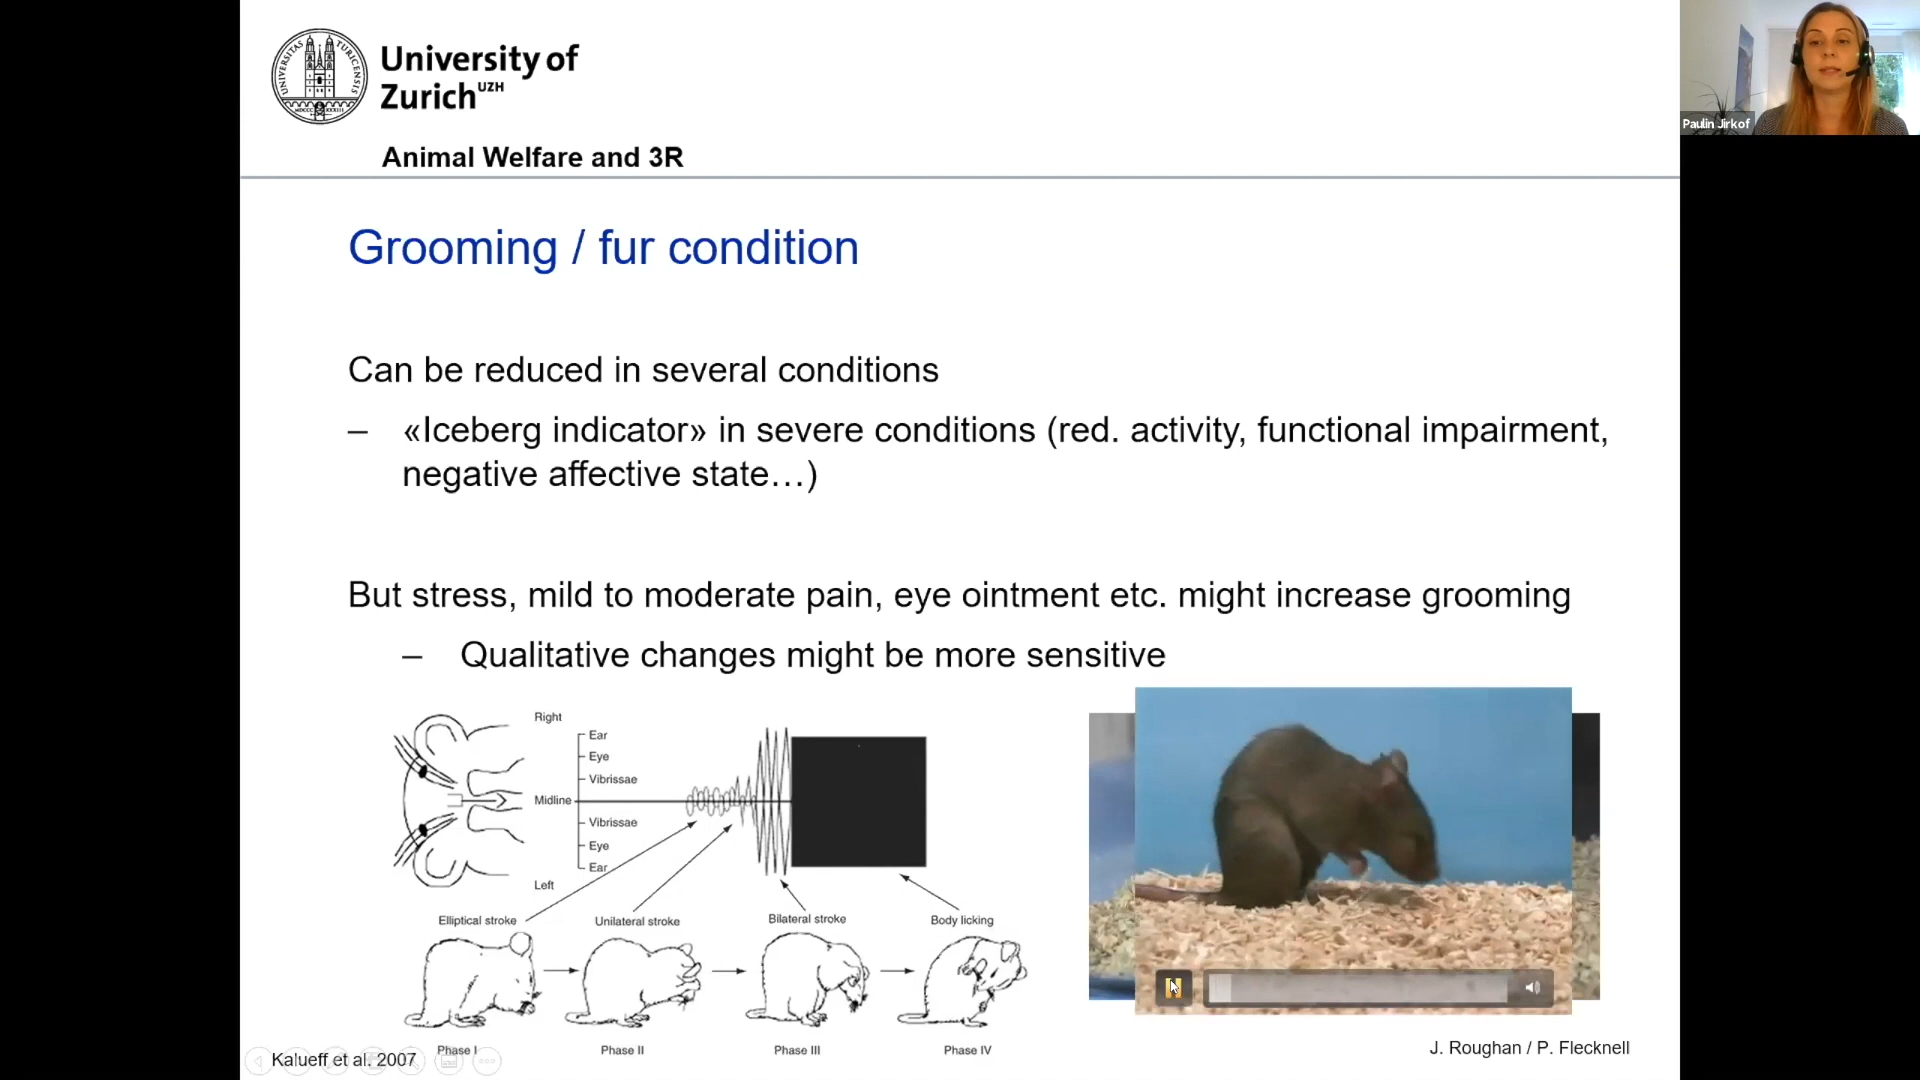 University of
Zurich UZH
Animal Welfare and 3R
Paulin Jirkof
Grooming / fur condition
Can be reduced in several conditions
– «Iceberg indicator» in severe conditions (red. activity, functional impairment,
negative affective state…)
But stress, mild to moderate pain, eye ointment etc. might increase grooming
– Qualitative changes might be more sensitive
Right
Ear
Eye
Vibrissae
Midline
Vibrissae
Eye
Ear
Left
Elliptical stroke
Unilateral stroke
Bilateral stroke
Body licking
Phase I
Phase II
Phase III
Phase IV
Kalueff et al. 2007
J. Roughan / P. Flecknell